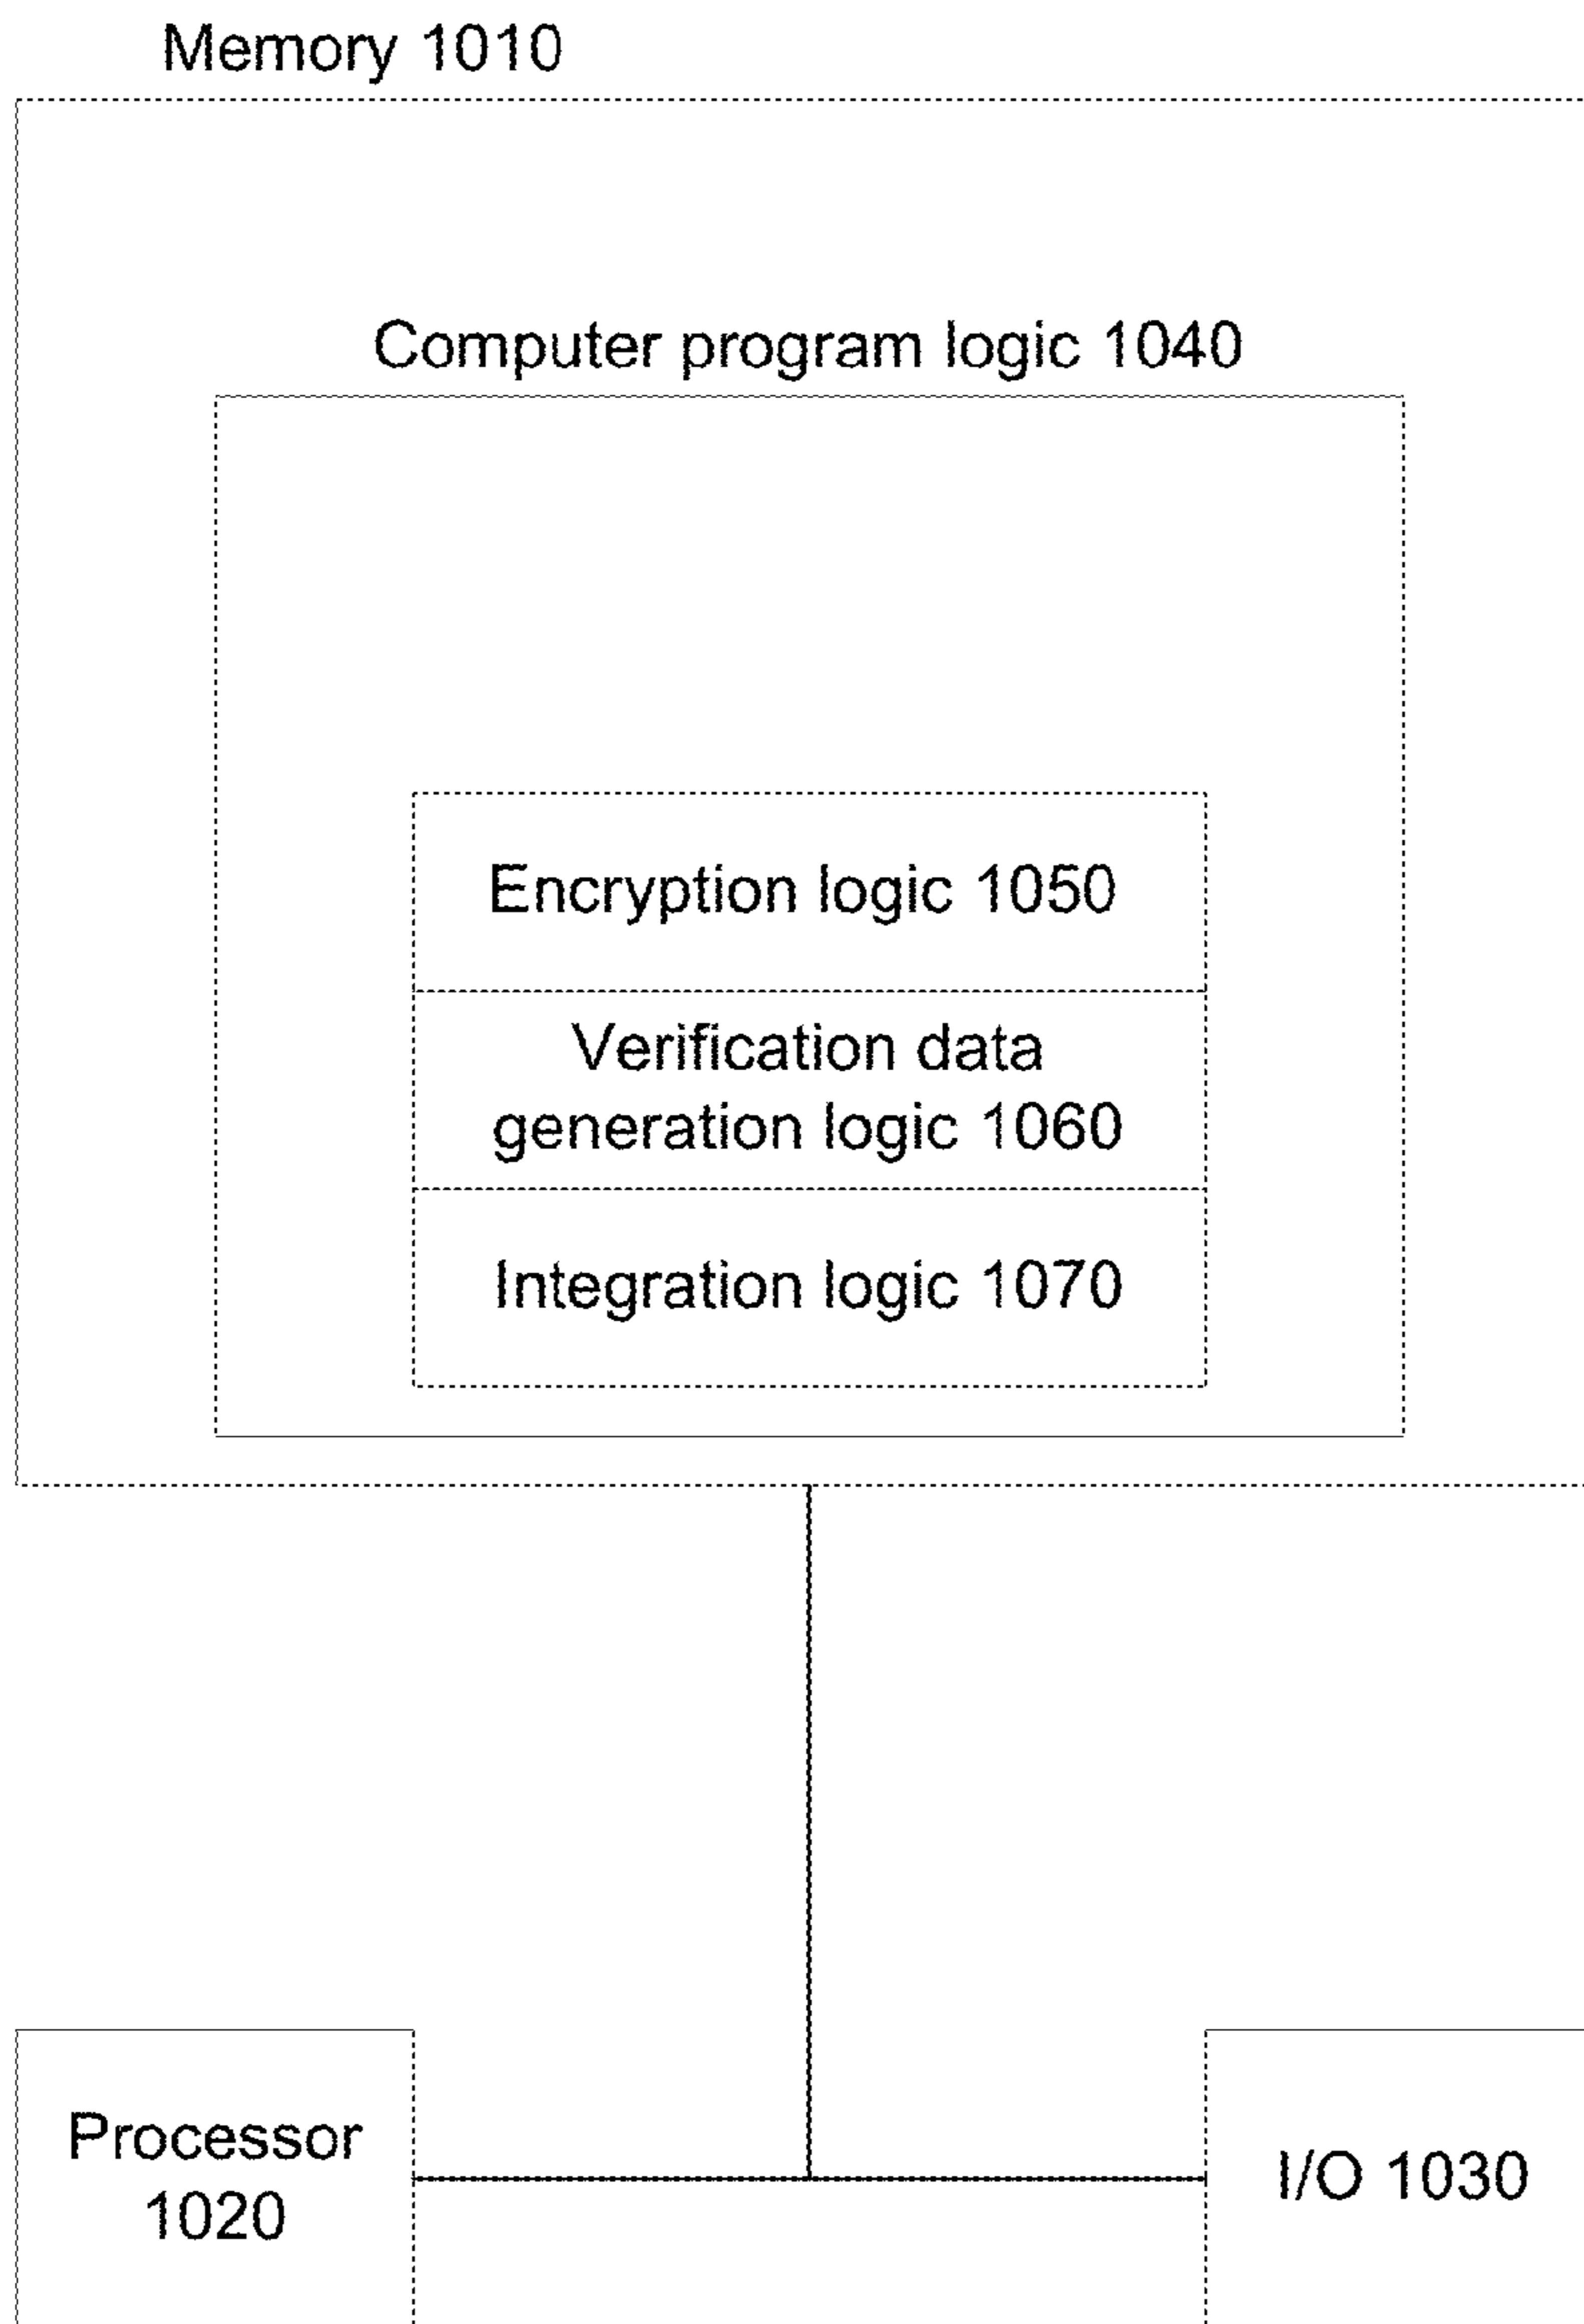 Memory 1010
Computer program logic 1040
Encryption logic 1050
Verification data
generation logic 1060
Integration logic 1070
Processor
1020
I/O 1030